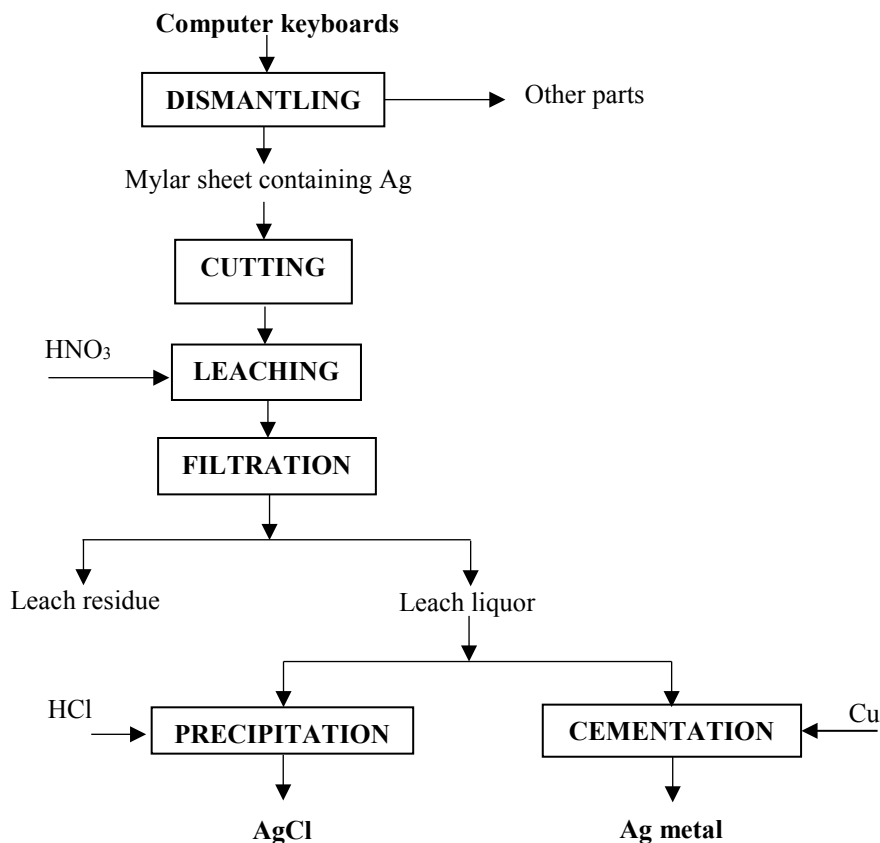 Computer keyboards
DISMANTLING
Other parts
Mylar sheet containing Ag
CUTTING
HNO₃
LEACHING
FILTRATION
Leach residue
Leach liquor
HCl
PRECIPITATION
CEMENTATION
Cu
AgCl
Ag metal